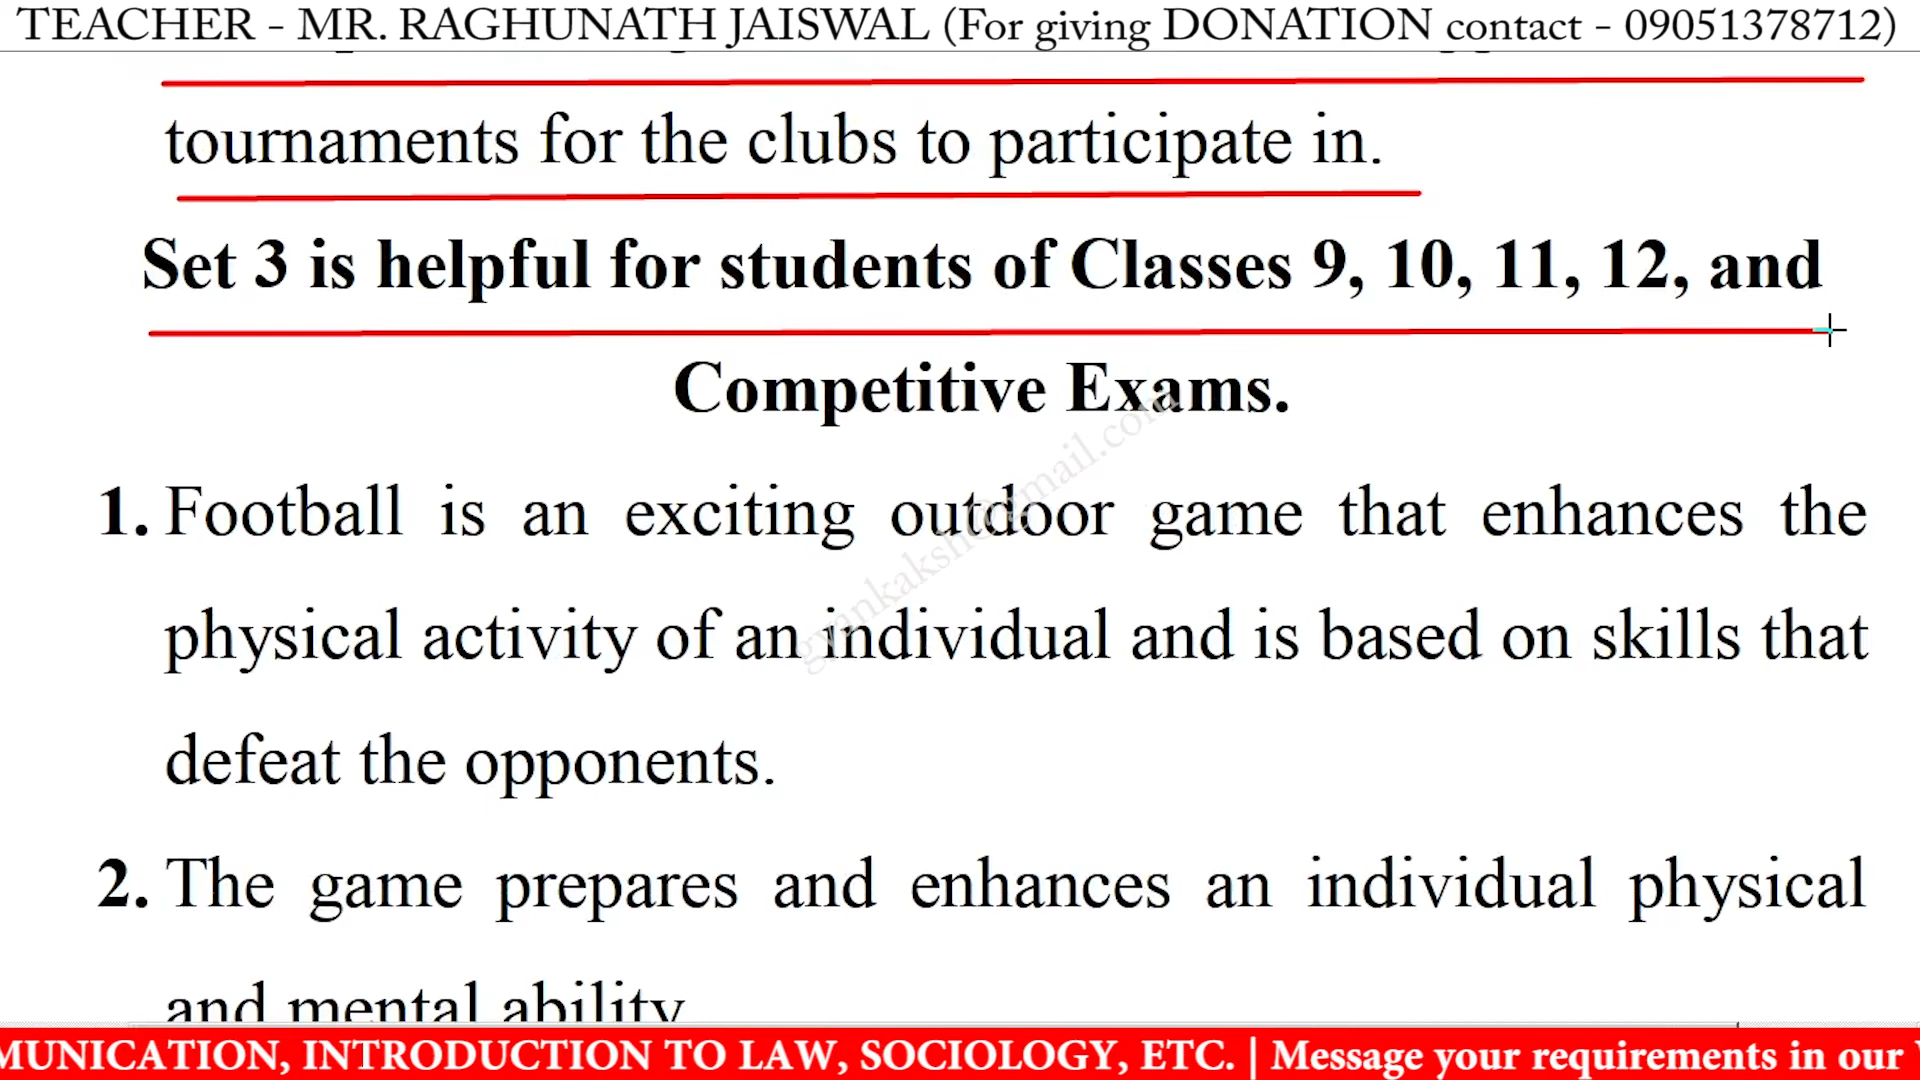 TEACHER - MR. RAGHUNATH JAISWAL (For giving DONATION contact - 09051378712)
tournaments for the clubs to participate in.
Set 3 is helpful for students of Classes 9, 10, 11, 12, and
Competitive Exams.
1. Football is an exciting outdoor game that enhances the
physical activity of an individual and is based on skills that
defeat the opponents.
2. The game prepares and enhances an individual physical
and mental ability
gyankaksh@gmail.com
MUNICATION, INTRODUCTION TO LAW, SOCIOLOGY, ETC. | Message your requirements in our